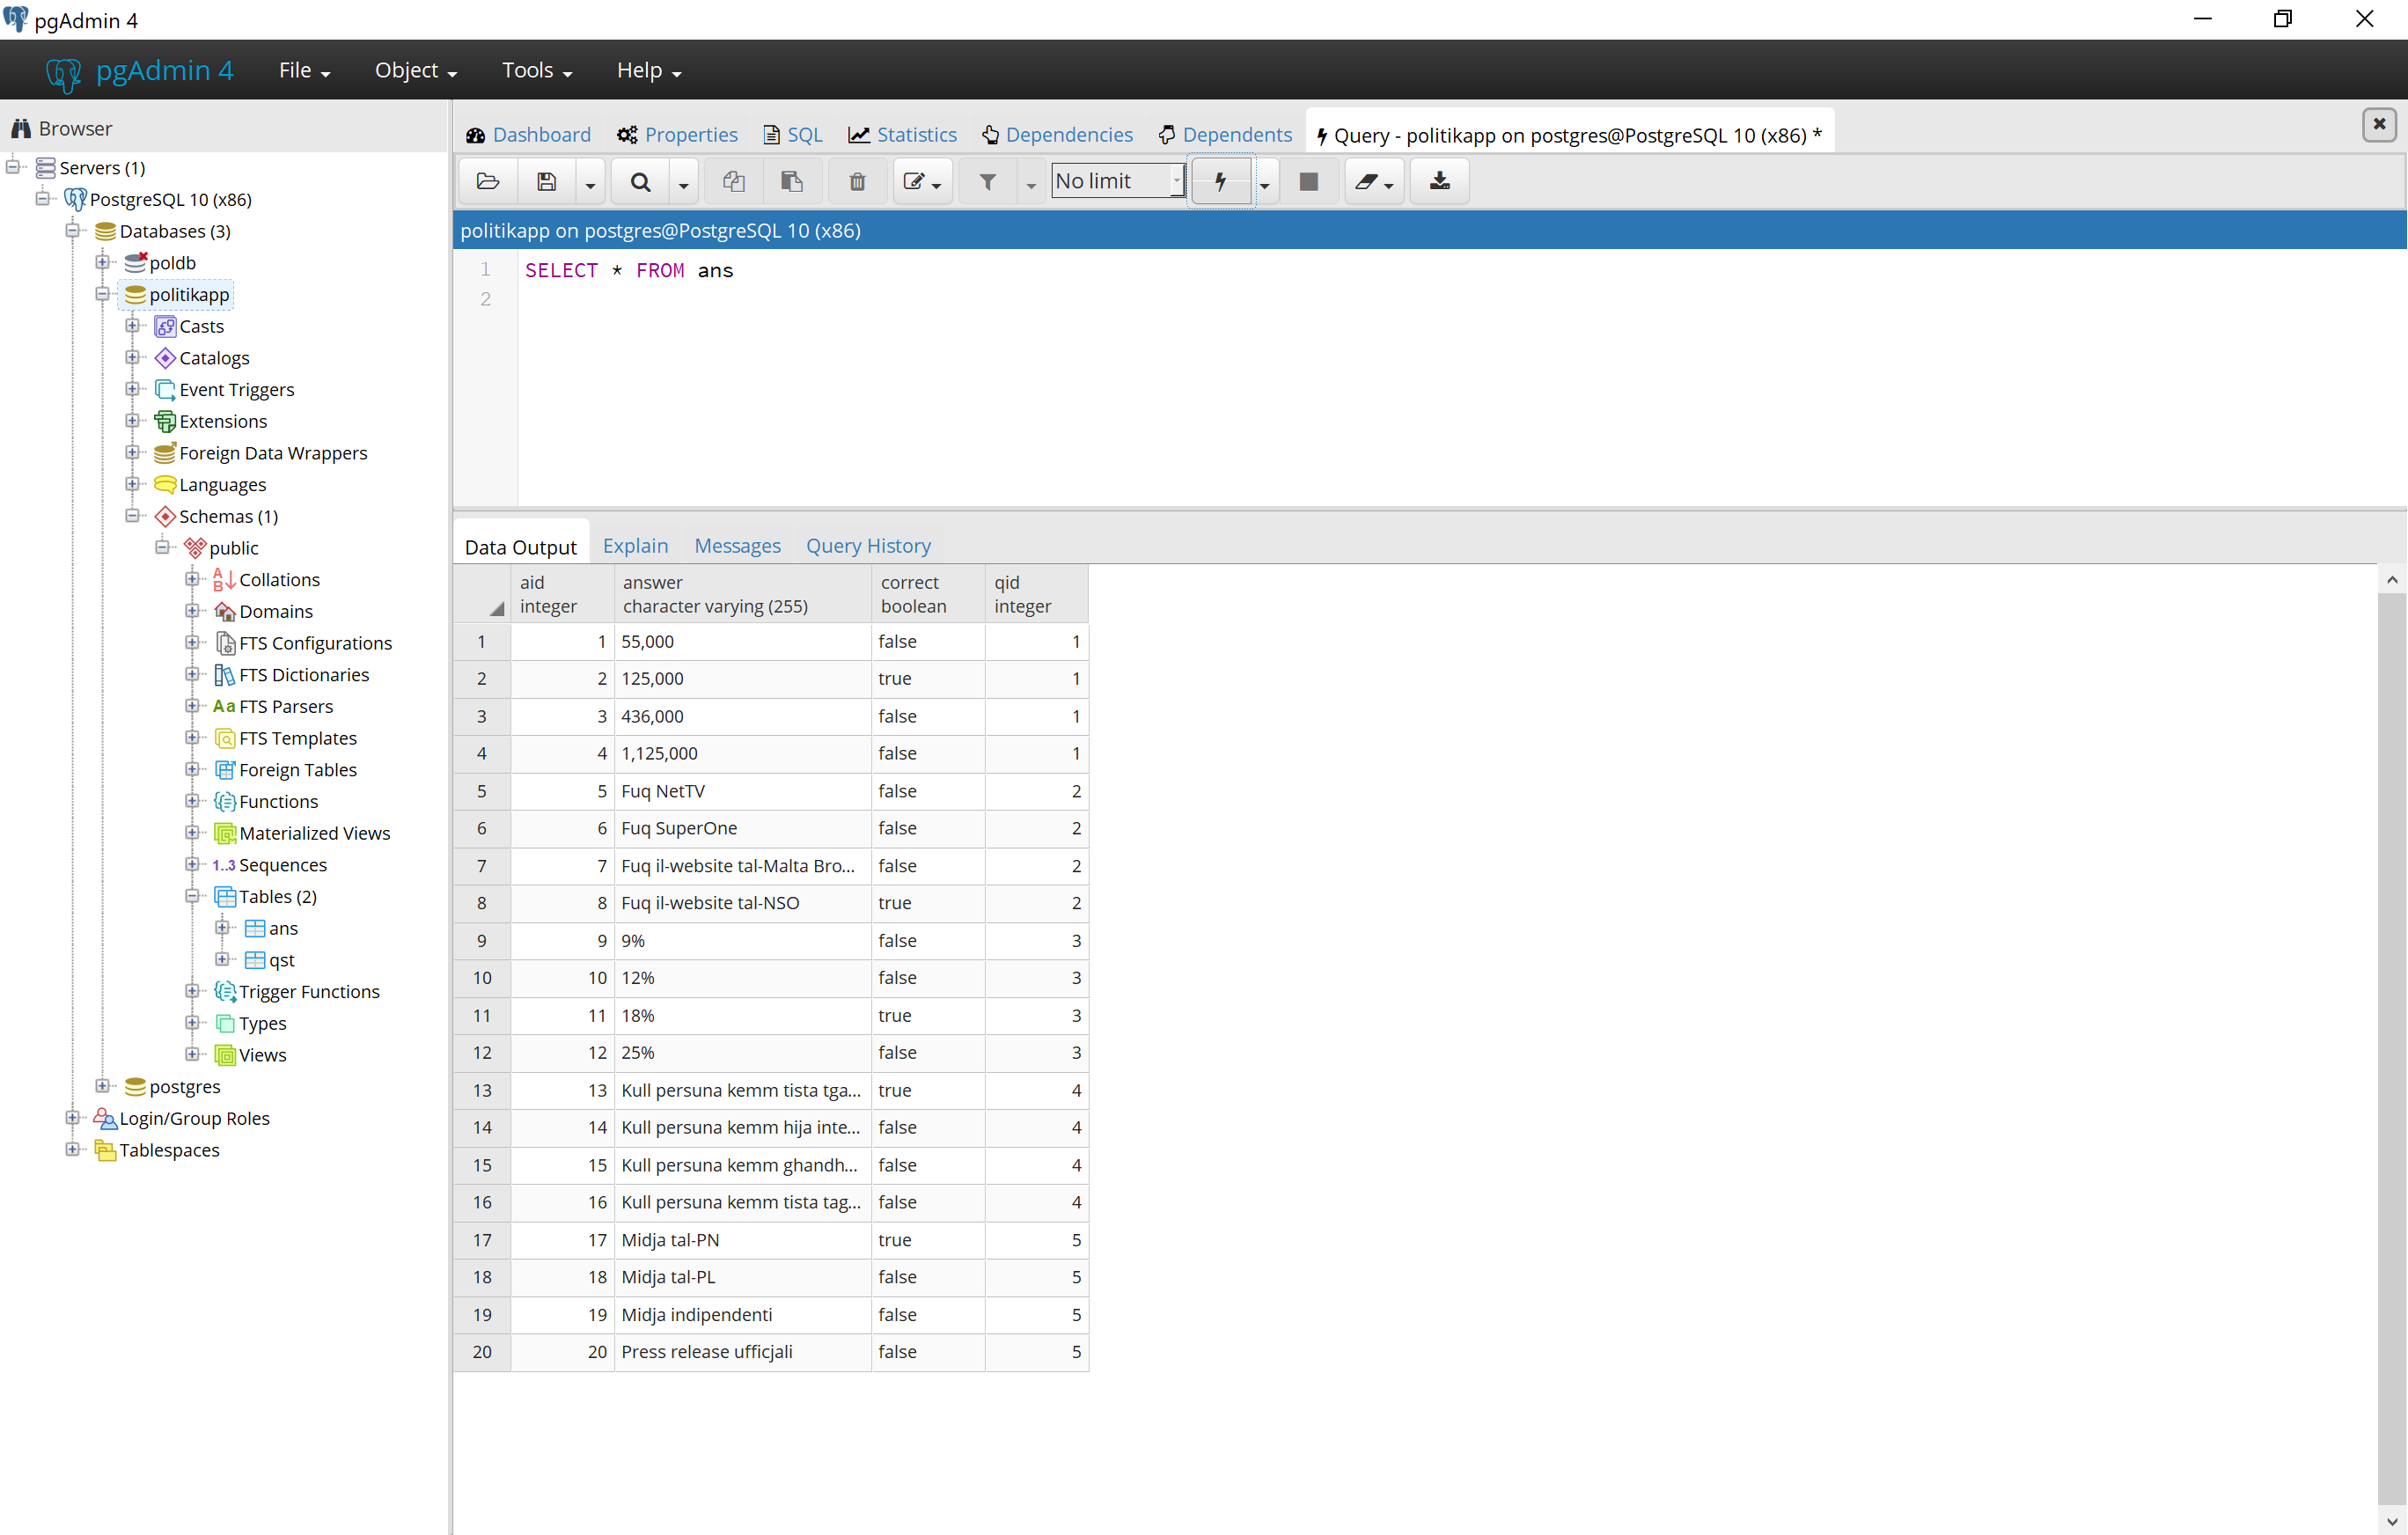 pgAdmin 4
pgAdmin 4 File Object Tools Help
Browser
Servers (1)
PostgreSQL 10 (x86)
Databases (3)
poldb
politikapp
Casts
Catalogs
Event Triggers
Extensions
Foreign Data Wrappers
Languages
Schemas (1)
public
Collations
Domains
FTS Configurations
FTS Dictionaries
Aa FTS Parsers
FTS Templates
Foreign Tables
Functions
Materialized Views
1..3 Sequences
Tables (2)
ans
qst
Trigger Functions
Types
Views
postgres
Login/Group Roles
Tablespaces
Dashboard Properties SQL Statistics Dependencies Dependents Query - politikapp on postgres@PostgreSQL 10 (x86) *
No limit
politikapp on postgres@PostgreSQL 10 (x86)
1 SELECT * FROM ans
2
Data Output Explain Messages Query History
aid answer correct qid
integer character varying (255) boolean integer
1 1 55,000 false 1
2 2 125,000 true 1
3 3 436,000 false 1
4 4 1,125,000 false 1
5 5 Fuq NetTV false 2
6 6 Fuq SuperOne false 2
7 7 Fuq il-website tal-Malta Bro... false 2
8 8 Fuq il-website tal-NSO true 2
9 9 9% false 3
10 10 12% false 3
11 11 18% true 3
12 12 25% false 3
13 13 Kull persuna kemm tista tga... true 4
14 14 Kull persuna kemm hija inte... false 4
15 15 Kull persuna kemm ghandh... false 4
16 16 Kull persuna kemm tista tag... false 4
17 17 Midja tal-PN true 5
18 18 Midja tal-PL false 5
19 19 Midja indipendenti false 5
20 20 Press release ufficjali false 5